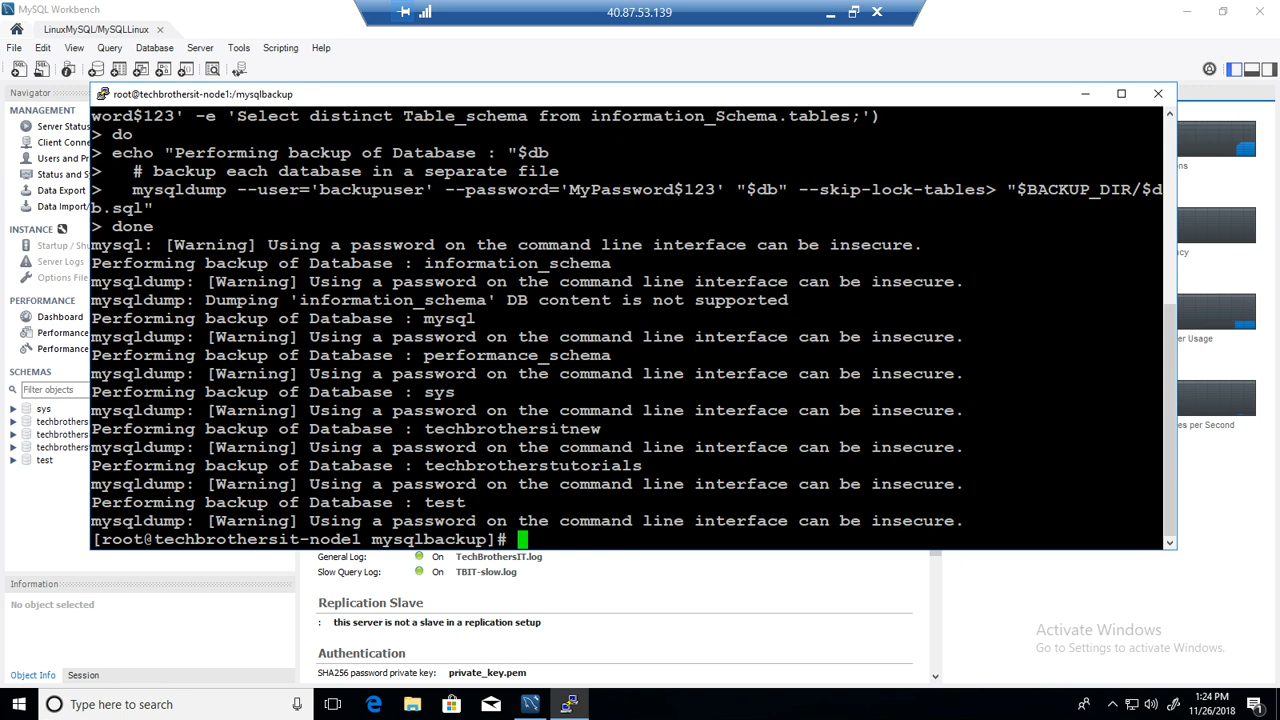 MySQL Workbench
40.87.53.139
LinuxMySQL/MySQLLinux
File Edit View Query Database Server Tools Scripting Help
Navigator
root@techbrothersit-node1:/mysqlbackup
MANAGEMENT
Server Status
Client Conne
Users and Pr
Status and S
Data Export
Data Import/
INSTANCE
Startup / Shu
Server Logs
Options File
PERFORMANCE
Dashboard
Performance
Performance
SCHEMAS
Filter objects
sys
techbrothers
techbrothers
techbrothers
test
word$123' -e 'Select distinct Table_schema from information_Schema.tables;')
> do
> echo "Performing backup of Database : "$db
>   # backup each database in a separate file
>   mysqldump --user='backupuser' --password='MyPassword$123' "$db" --skip-lock-tables> "$BACKUP_DIR/$d
b.sql"
> done
mysql: [Warning] Using a password on the command line interface can be insecure.
Performing backup of Database : information_schema
mysqldump: [Warning] Using a password on the command line interface can be insecure.
mysqldump: Dumping 'information_schema' DB content is not supported
Performing backup of Database : mysql
mysqldump: [Warning] Using a password on the command line interface can be insecure.
Performing backup of Database : performance_schema
mysqldump: [Warning] Using a password on the command line interface can be insecure.
Performing backup of Database : sys
mysqldump: [Warning] Using a password on the command line interface can be insecure.
Performing backup of Database : techbrothersitnew
mysqldump: [Warning] Using a password on the command line interface can be insecure.
Performing backup of Database : techbrotherstutorials
mysqldump: [Warning] Using a password on the command line interface can be insecure.
Performing backup of Database : test
mysqldump: [Warning] Using a password on the command line interface can be insecure.
[root@techbrothersit-node1 mysqlbackup]#
ns
cy
er Usage
es per Second
General Log: On TechBrothersIT.log
Slow Query Log: On TBIT-slow.log
Replication Slave
: this server is not a slave in a replication setup
Authentication
SHA256 password private key: private_key.pem
Information
No object selected
Object Info Session
Activate Windows
Go to Settings to activate Windows.
Type here to search
1:24 PM
11/26/2018
1